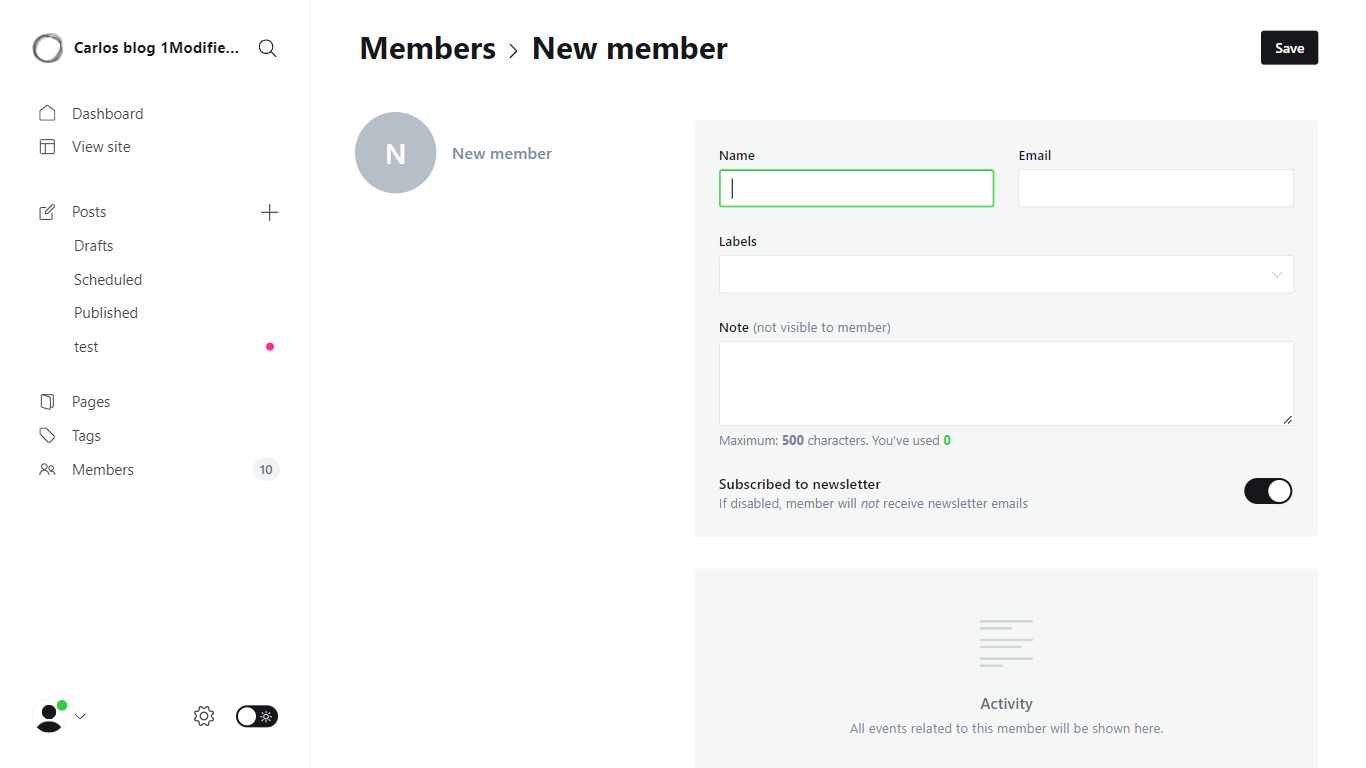 Carlos blog 1Modifie...
Dashboard
View site
Posts
Drafts
Scheduled
Published
test
Pages
Tags
Members 10
Members > New member
Save
N New member
Name Email
Labels
Note (not visible to member)
Maximum: 500 characters. You've used 0
Subscribed to newsletter
If disabled, member will not receive newsletter emails
Activity
All events related to this member will be shown here.